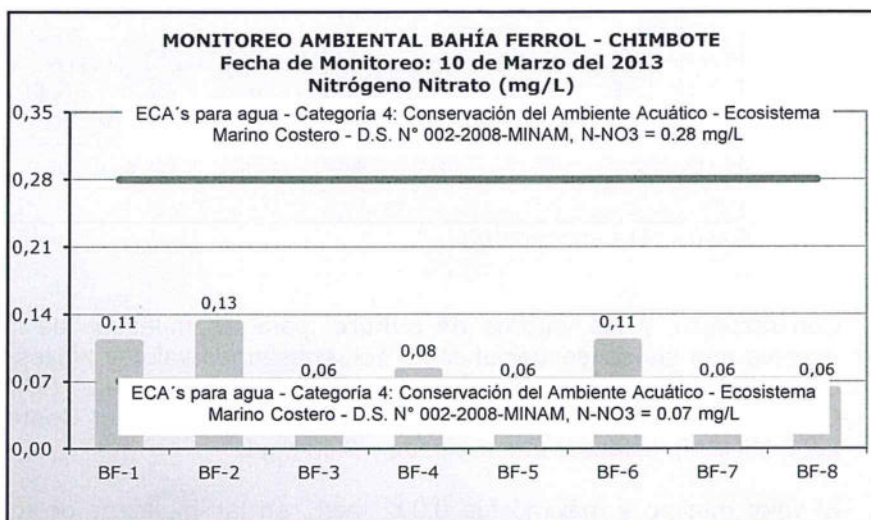 MONITOREO AMBIENTAL BAHÍA FERROL - CHIMBOTE
Fecha de Monitoreo: 10 de Marzo del 2013
Nitrógeno Nitrato (mg/L)
0,35
ECA´s para agua - Categoría 4: Conservación del Ambiente Acuático - Ecosistema
Marino Costero - D.S. N° 002-2008-MINAM, N-NO3 = 0.28 mg/L
0,28
0,21
0,14
0,11
0,13
0,06
0,08
0,06
0,11
0,06
0,06
0,07
ECA´s para agua - Categoría 4: Conservación del Ambiente Acuático - Ecosistema
Marino Costero - D.S. N° 002-2008-MINAM, N-NO3 = 0.07 mg/L
0,00
BF-1 BF-2 BF-3 BF-4 BF-5 BF-6 BF-7 BF-8